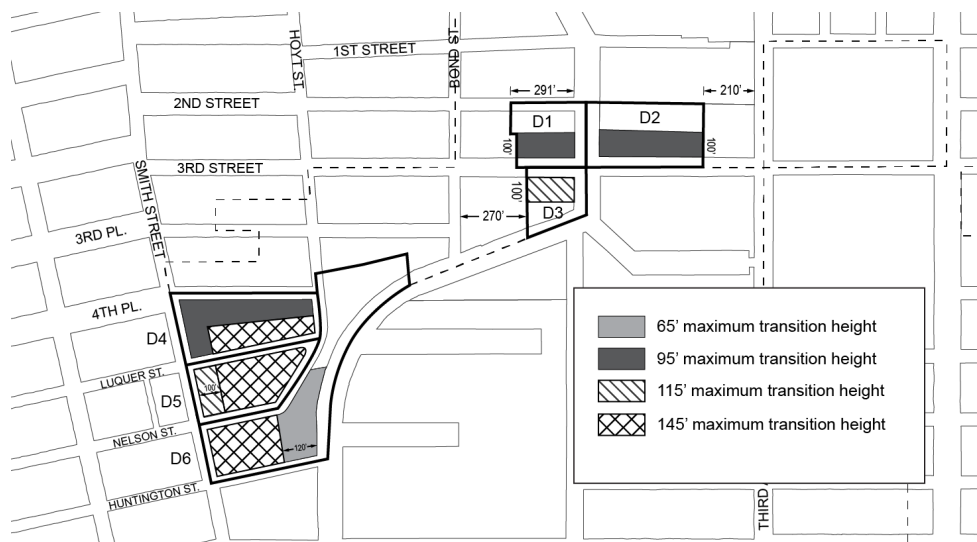 HOYT ST.
1ST STREET
BOND ST.
2ND STREET
291'
210'
D1
D2
100'
100'
3RD STREET
SMITH STREET
100'
D3
270'
3RD PL.
4TH PL.
D4
65' maximum transition height
95' maximum transition height
115' maximum transition height
145' maximum transition height
LUQUER ST.
100'
D5
NELSON ST.
D6
120'
HUNTINGTON ST.
THIRD